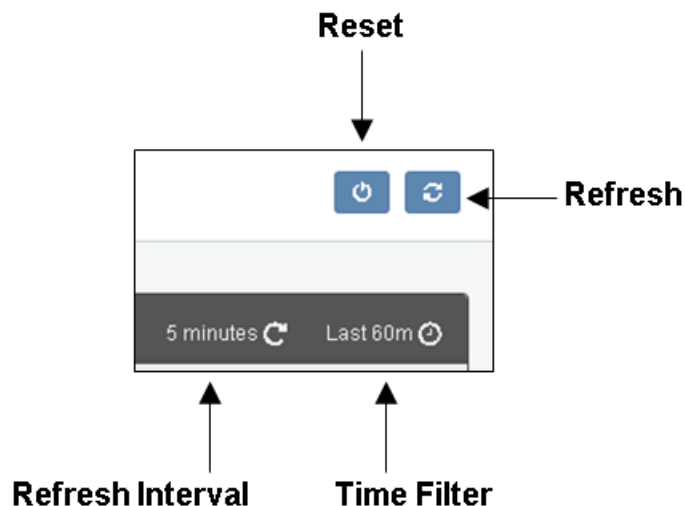 Reset
Refresh
5 minutes
Last 60m
Refresh Interval
Time Filter